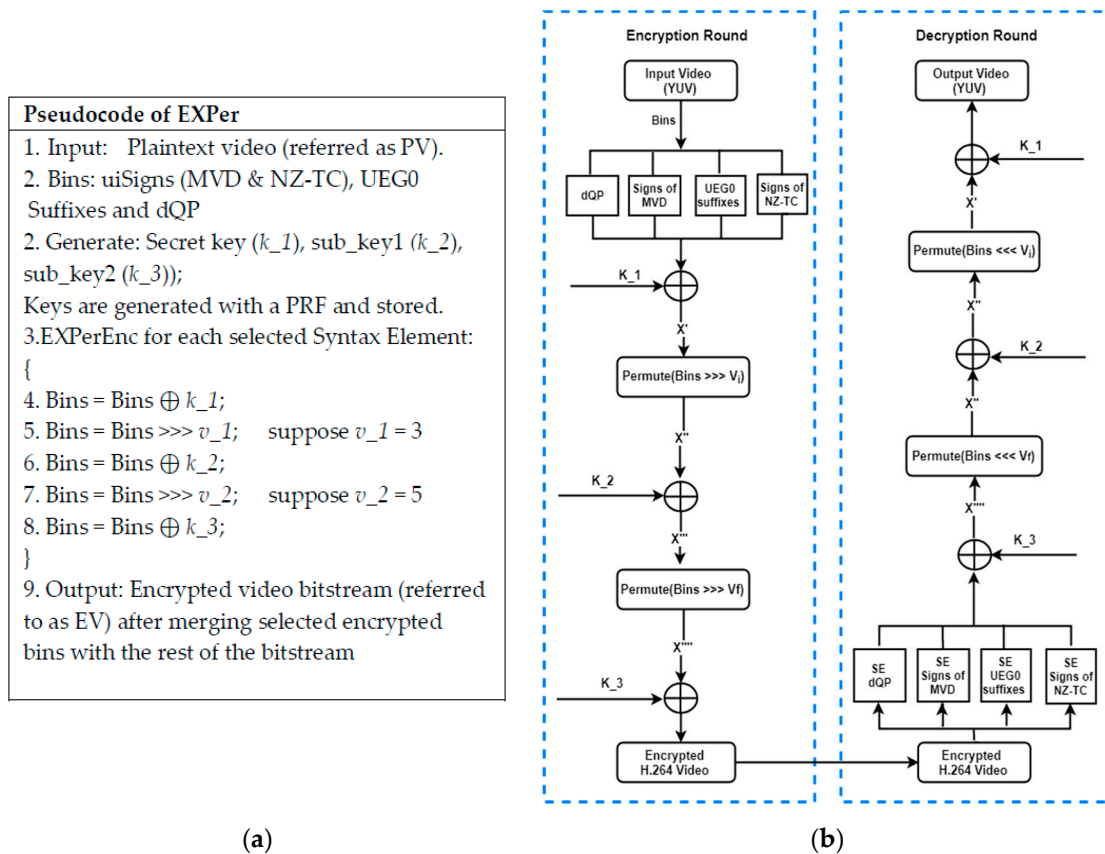 Pseudocode of EXPer
1. Input: Plaintext video (referred as PV).
2. Bins: uiSigns (MVD & NZ-TC), UEG0
Suffixes and dQP
2. Generate: Secret key (k_1), sub_key1 (k_2),
sub_key2 (k_3));
Keys are generated with a PRF and stored.
3.EXPerEnc for each selected Syntax Element:
{
4. Bins = Bins ⊕ k_1;
5. Bins = Bins >>> v_1; suppose v_1 = 3
6. Bins = Bins ⊕ k_2;
7. Bins = Bins >>> v_2; suppose v_2 = 5
8. Bins = Bins ⊕ k_3;
}
9. Output: Encrypted video bitstream (referred
to as EV) after merging selected encrypted
bins with the rest of the bitstream
(a)
Encryption Round
Input Video
(YUV)
Bins
dQP
Signs of
MVD
UEG0
suffixes
Signs of
NZ-TC
K_1
X'
Permute(Bins >>> Vi)
X''
K_2
X'''
Permute(Bins >>> Vf)
X''''
K_3
Encrypted
H.264 Video
Decryption Round
Output Video
(YUV)
K_1
X'
Permute(Bins <<< Vi)
X''
K_2
X''
Permute(Bins <<< Vf)
X''''
K_3
SE
dQP
SE
Signs of
MVD
SE
UEG0
suffixes
SE
Signs of
NZ-TC
Encrypted
H.264 Video
(b)